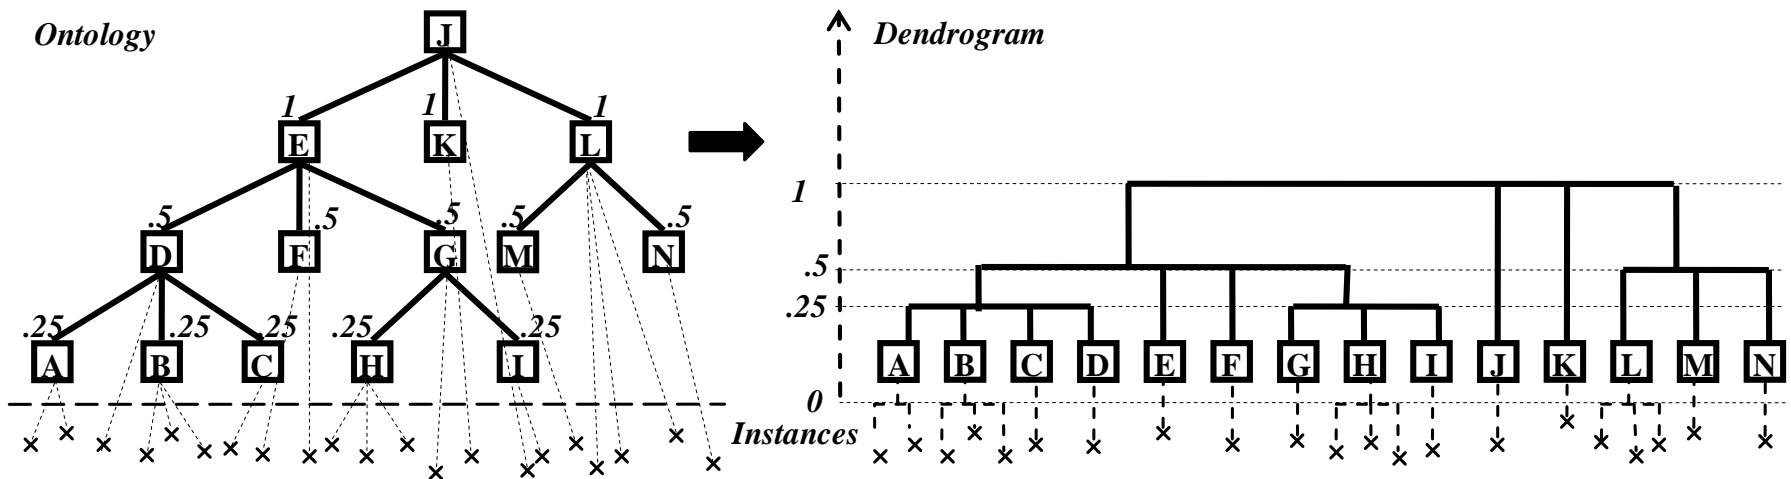 Ontology
J
1 1 1
E K L
.5 .5 .5 .5 .5
D F G M N
.25 .25 .25 .25 .25
A B C H I
Dendrogram
1
.5
.25
A B C D E F G H I J K L M N
0
Instances